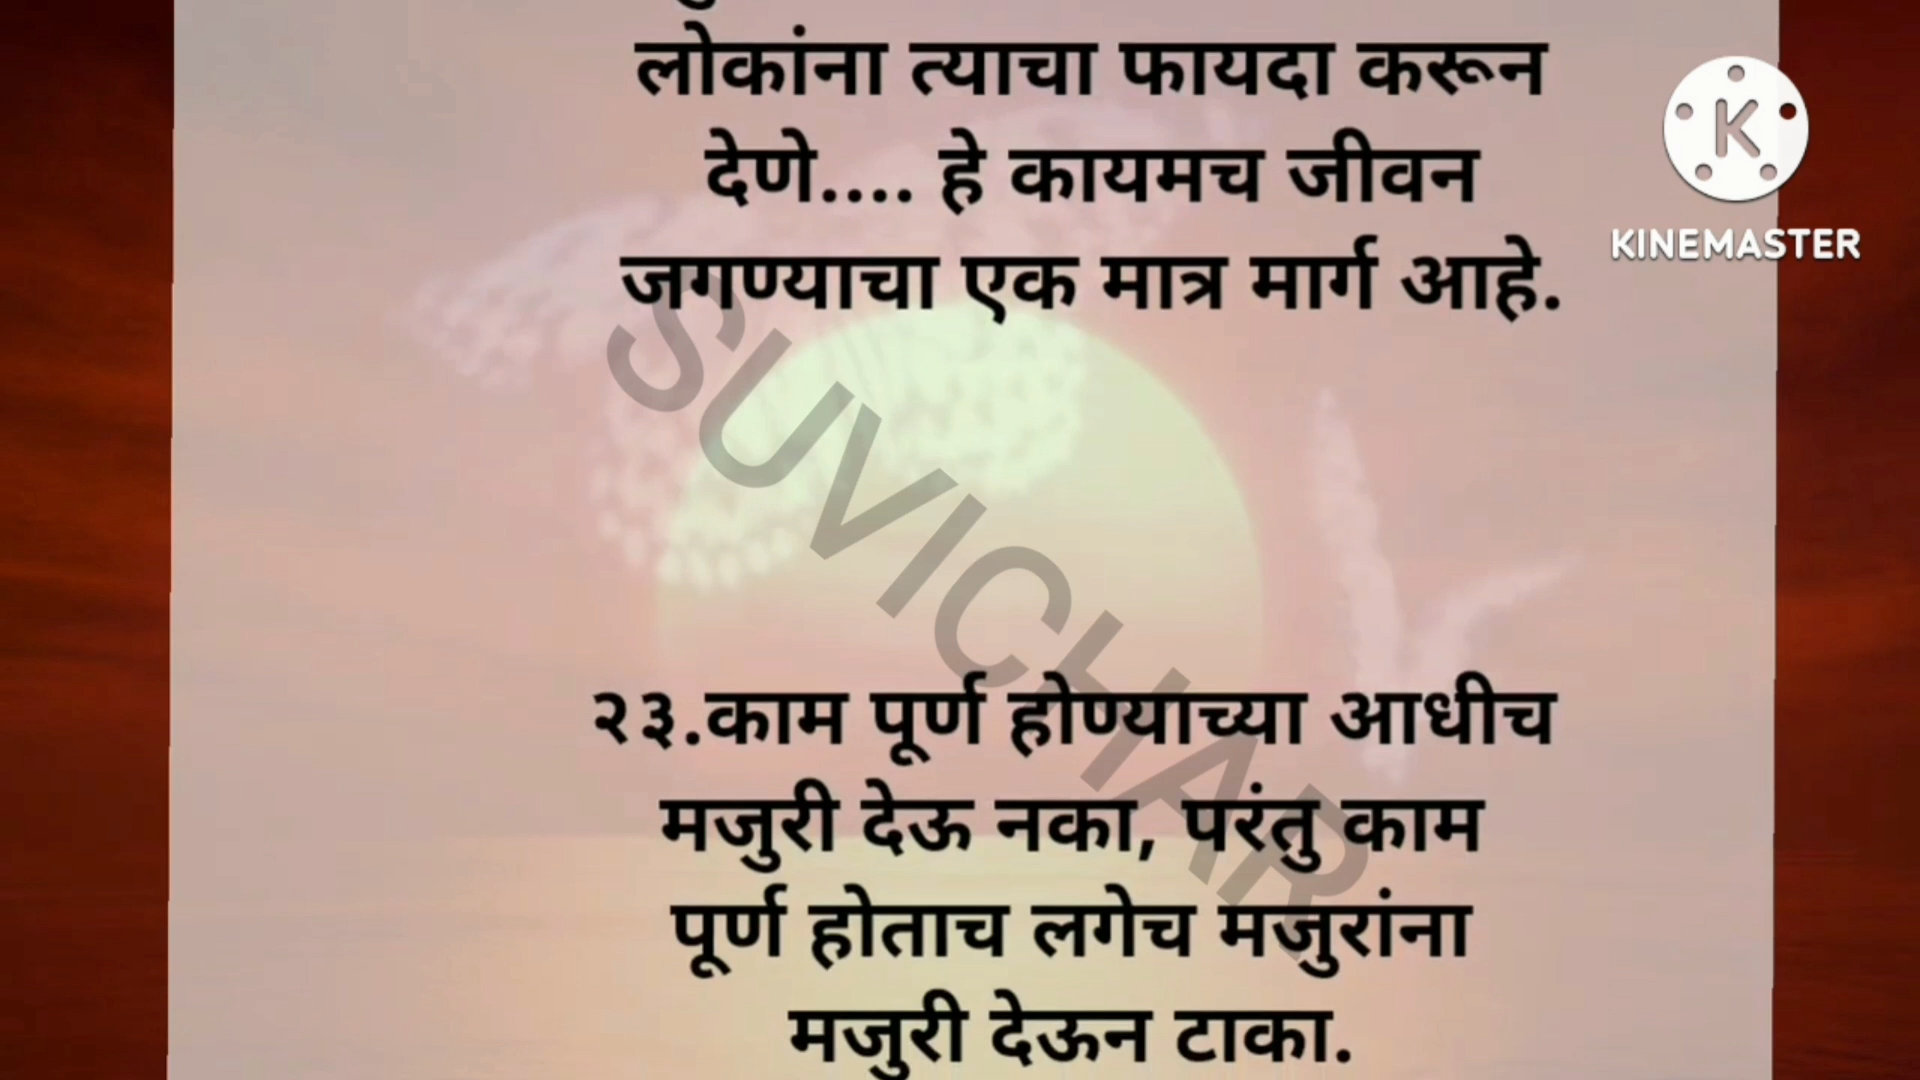 लोकांना त्याचा फायदा करून
देणे.... हे कायमच जीवन
जगण्याचा एक मात्र मार्ग आहे.
K
KINEMASTER
SUVICHAR
२३.काम पूर्ण होण्याच्या आधीच
मजुरी देऊ नका, परंतु काम
पूर्ण होताच लगेच मजुरांना
मजुरी देऊन टाका.